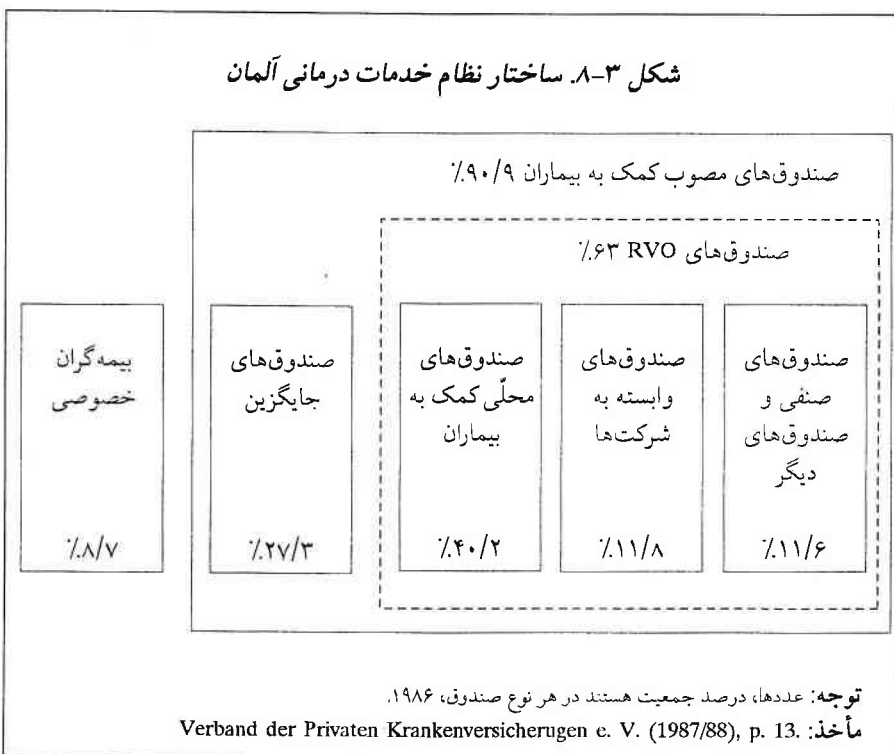 شکل ۳-۸. ساختار نظام خدمات درمانی آلمان
صندوق‌های مصوب کمک به بیماران ۹۰/۹٪
صندوق‌های RVO ۶۳٪
صندوق‌های
صنفی و
صندوق‌های
دیگر
۱۱/۶٪
صندوق‌های
وابسته به
شرکت‌ها
۱۱/۸٪
صندوق‌های
محلّی کمک به
بیماران
۴۰/۲٪
صندوق‌های
جایگزین
۲۷/۳٪
بیمه‌گران
خصوصی
۸/۷٪
توجه: عددها، درصد جمعیت هستند در هر نوع صندوق، ۱۹۸۶.
مأخذ: Verband der Privaten Krankenversicherugen e. V. (1987/88), p. 13.